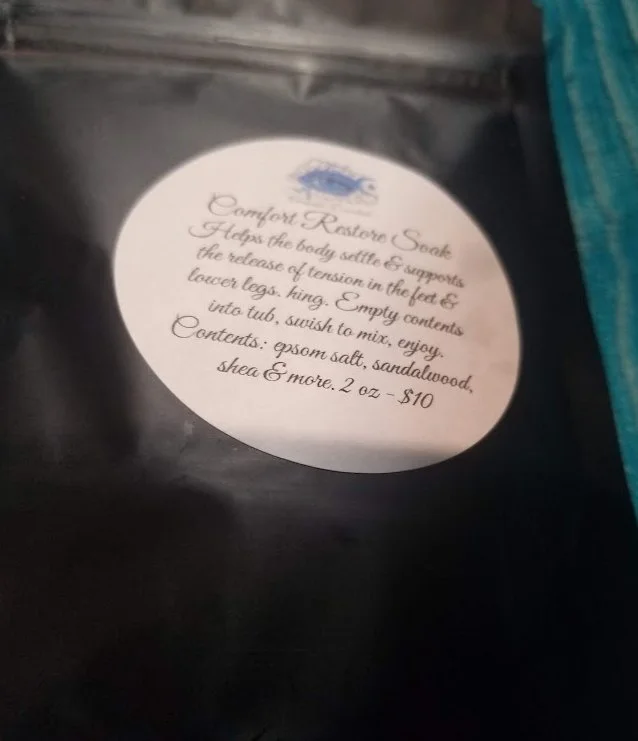 Comfort Restore Soak
Helps the body settle & supports
the release of tension in the feet &
lower legs. hing. Empty contents
into tub, swish to mix, enjoy.
Contents: epsom salt, sandalwood,
shea & more. 2 oz - $10